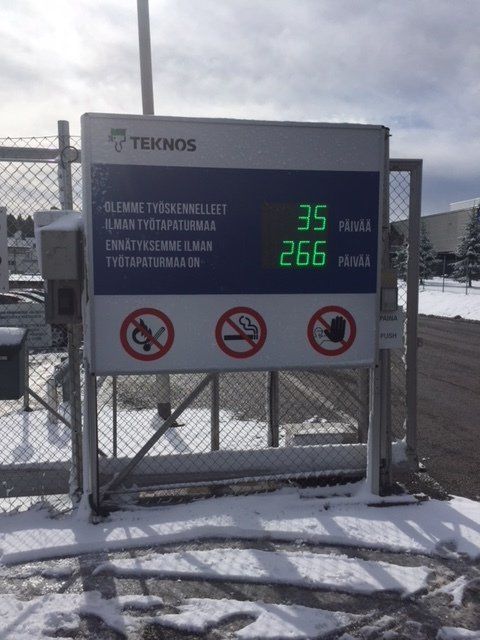 TEKNOS
OLEMME TYÖSKENNELLEET
ILMAN TYÖTAPATURMAA 35 PÄIVÄÄ
ENNÄTYKSEMME ILMAN
TYÖTAPATURMAA ON 266 PÄIVÄÄ
PAINA
PUSH